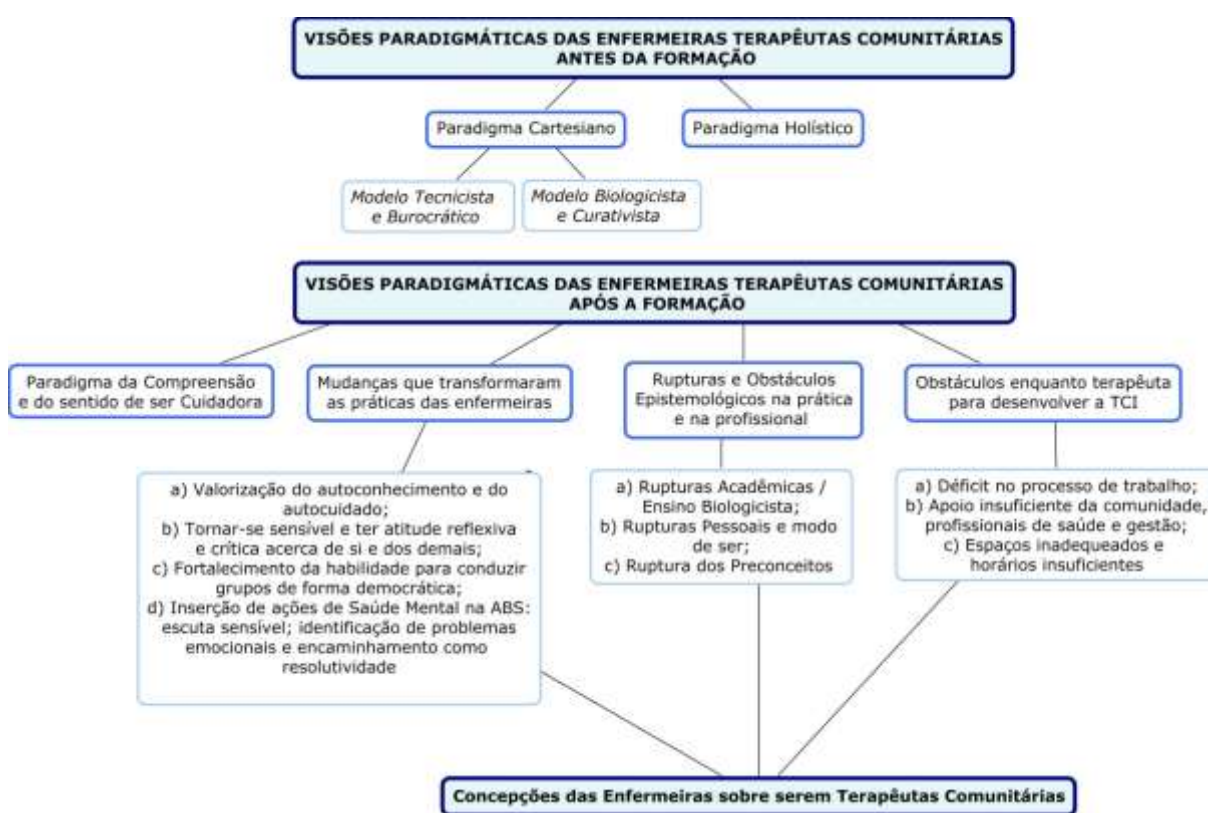 VISÕES PARADIGMÁTICAS DAS ENFERMEIRAS TERAPÊUTAS COMUNITÁRIAS
ANTES DA FORMAÇÃO
Paradigma Cartesiano
Paradigma Holístico
Modelo Tecnicista
e Burocrático
Modelo Biologicista
e Curativista
VISÕES PARADIGMÁTICAS DAS ENFERMEIRAS TERAPÊUTAS COMUNITÁRIAS
APÓS A FORMAÇÃO
Paradigma da Compreensão
e do sentido de ser Cuidadora
Mudanças que transformaram
as práticas das enfermeiras
Rupturas e Obstáculos
Epistemológicos na prática
e na profissional
Obstáculos enquanto terapêuta
para desenvolver a TCI
a) Valorização do autoconhecimento e do
autocuidado;
b) Tornar-se sensível e ter atitude reflexiva
e crítica acerca de si e dos demais;
c) Fortalecimento da habilidade para conduzir
grupos de forma democrática;
d) Inserção de ações de Saúde Mental na ABS:
escuta sensível; identificação de problemas
emocionais e encaminhamento como
resolutividade
a) Rupturas Acadêmicas /
Ensino Biologicista;
b) Rupturas Pessoais e modo
de ser;
c) Ruptura dos Preconceitos
a) Déficit no processo de trabalho;
b) Apoio insuficiente da comunidade,
profissionais de saúde e gestão;
c) Espaços inadequeados e
horários insuficientes
Concepções das Enfermeiras sobre serem Terapêutas Comunitárias